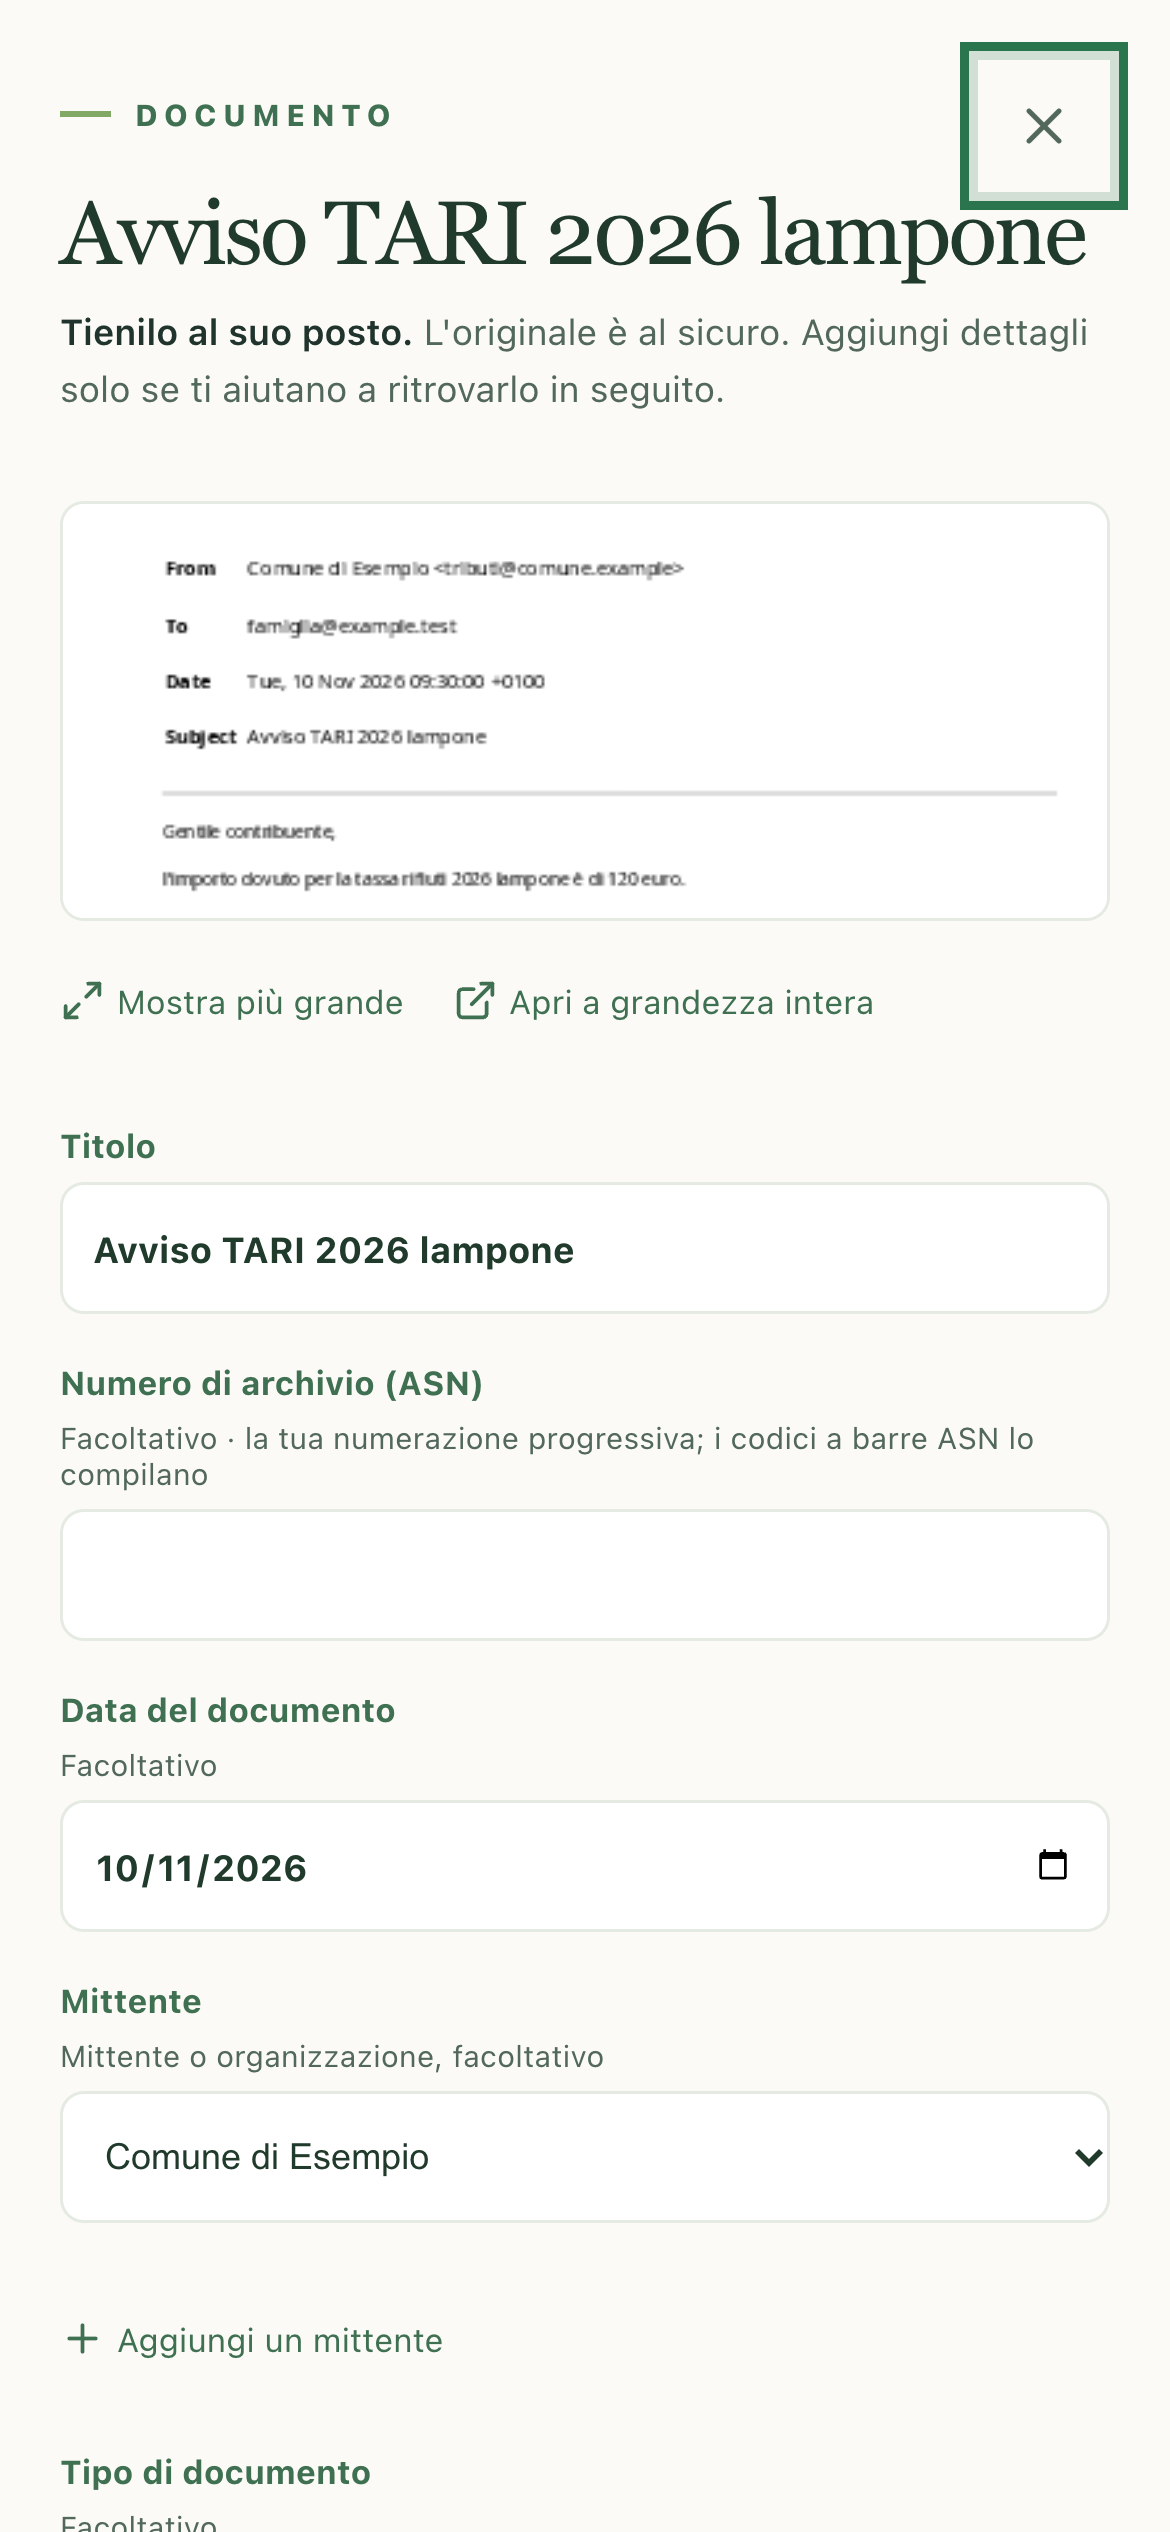 DOCUMENTO
Avviso TARI 2026 lampone
Tienilo al suo posto. L'originale è al sicuro. Aggiungi dettagli
solo se ti aiutano a ritrovarlo in seguito.
From Comune di Esempio <tributi@comune.example>
To famiglia@example.test
Date Tue, 10 Nov 2026 09:30:00 +0100
Subject Avviso TARI 2026 lampone
Gentile contribuente,
l'importo dovuto per la tassa rifiuti 2026 lampone è di 120 euro.
Mostra più grande Apri a grandezza intera
Titolo
Avviso TARI 2026 lampone
Numero di archivio (ASN)
Facoltativo · la tua numerazione progressiva; i codici a barre ASN lo
compilano
Data del documento
Facoltativo
10/11/2026
Mittente
Mittente o organizzazione, facoltativo
Comune di Esempio
Aggiungi un mittente
Tipo di documento
Facoltativo